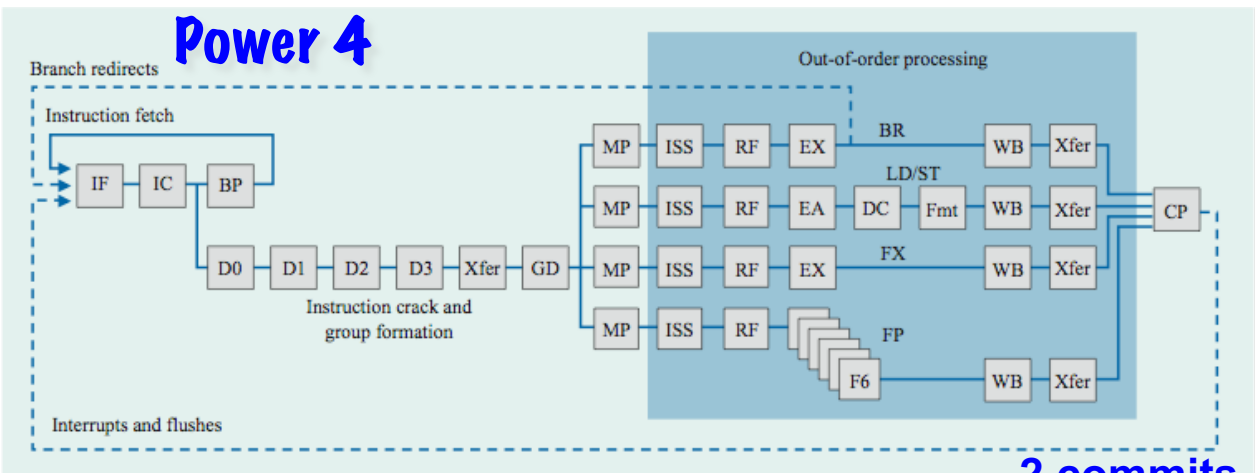 Power 4
Out-of-order processing
Branch redirects
Instruction fetch
IF IC BP
D0 D1 D2 D3 Xfer GD
Instruction crack and
group formation
MP ISS RF EX BR WB Xfer
LD/ST
MP ISS RF EA DC Fmt WB Xfer CP
FX
MP ISS RF EX WB Xfer
MP ISS RF FP
F6 WB Xfer
Interrupts and flushes
2 commits